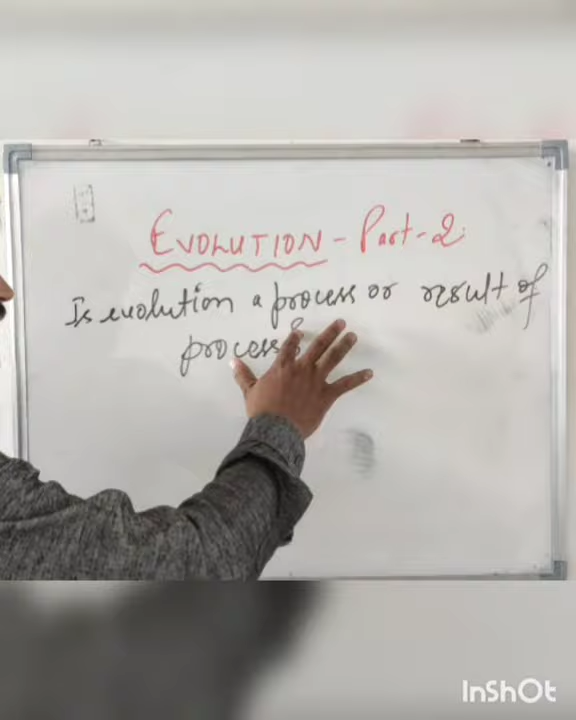 EVOLUTION - Part-2
Is evolution a process or result of
process?
InShOt